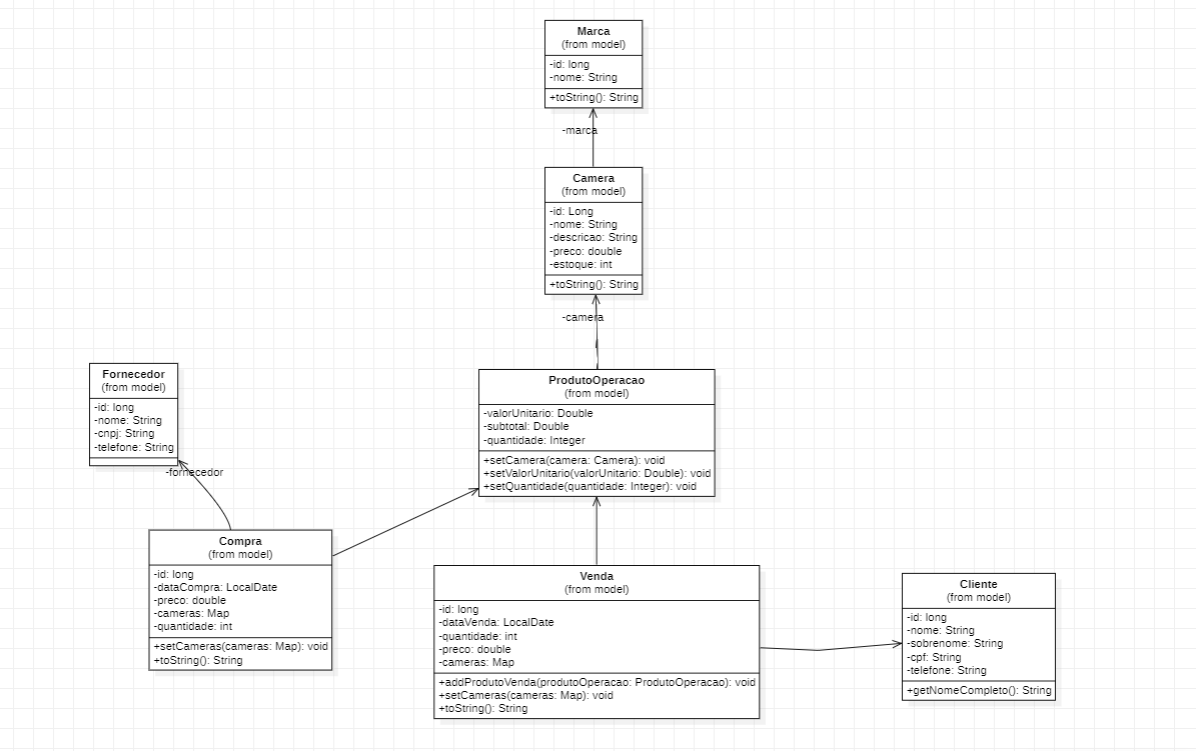 Marca
(from model)
-id: long
-nome: String
+toString(): String
-marca
Camera
(from model)
-id: Long
-nome: String
-descricao: String
-preco: double
-estoque: int
+toString(): String
-camera
ProdutoOperacao
(from model)
-valorUnitario: Double
-subtotal: Double
-quantidade: Integer
+setCamera(camera: Camera): void
+setValorUnitario(valorUnitario: Double): void
+setQuantidade(quantidade: Integer): void
Fornecedor
(from model)
-id: long
-nome: String
-cnpj: String
-telefone: String
-fornecedor
Compra
(from model)
-id: long
-dataCompra: LocalDate
-preco: double
-cameras: Map
-quantidade: int
+setCameras(cameras: Map): void
+toString(): String
Venda
(from model)
-id: long
-dataVenda: LocalDate
-quantidade: int
-preco: double
-cameras: Map
+addProdutoVenda(produtoOperacao: ProdutoOperacao): void
+setCameras(cameras: Map): void
+toString(): String
Cliente
(from model)
-id: long
-nome: String
-sobrenome: String
-cpf: String
-telefone: String
+getNomeCompleto(): String